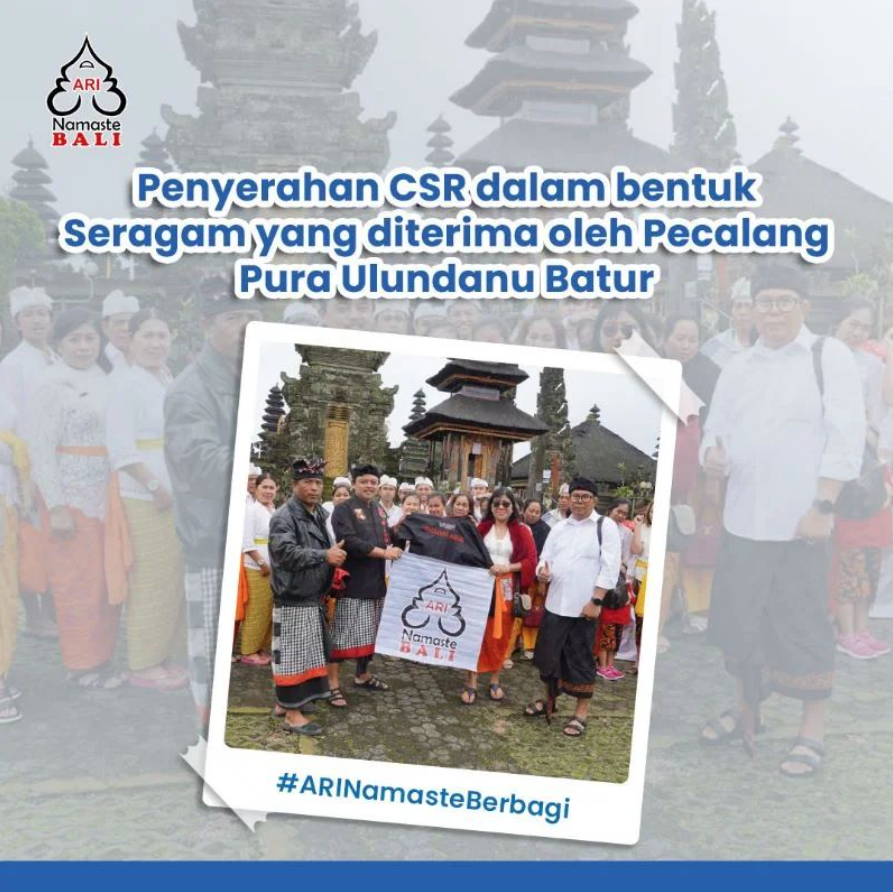 ARI
Namaste
BALI
Penyerahan CSR dalam bentuk
Seragam yang diterima oleh Pecalang
Pura Ulundanu Batur
ARI
Namaste
BALI
#ARINamasteBerbagi